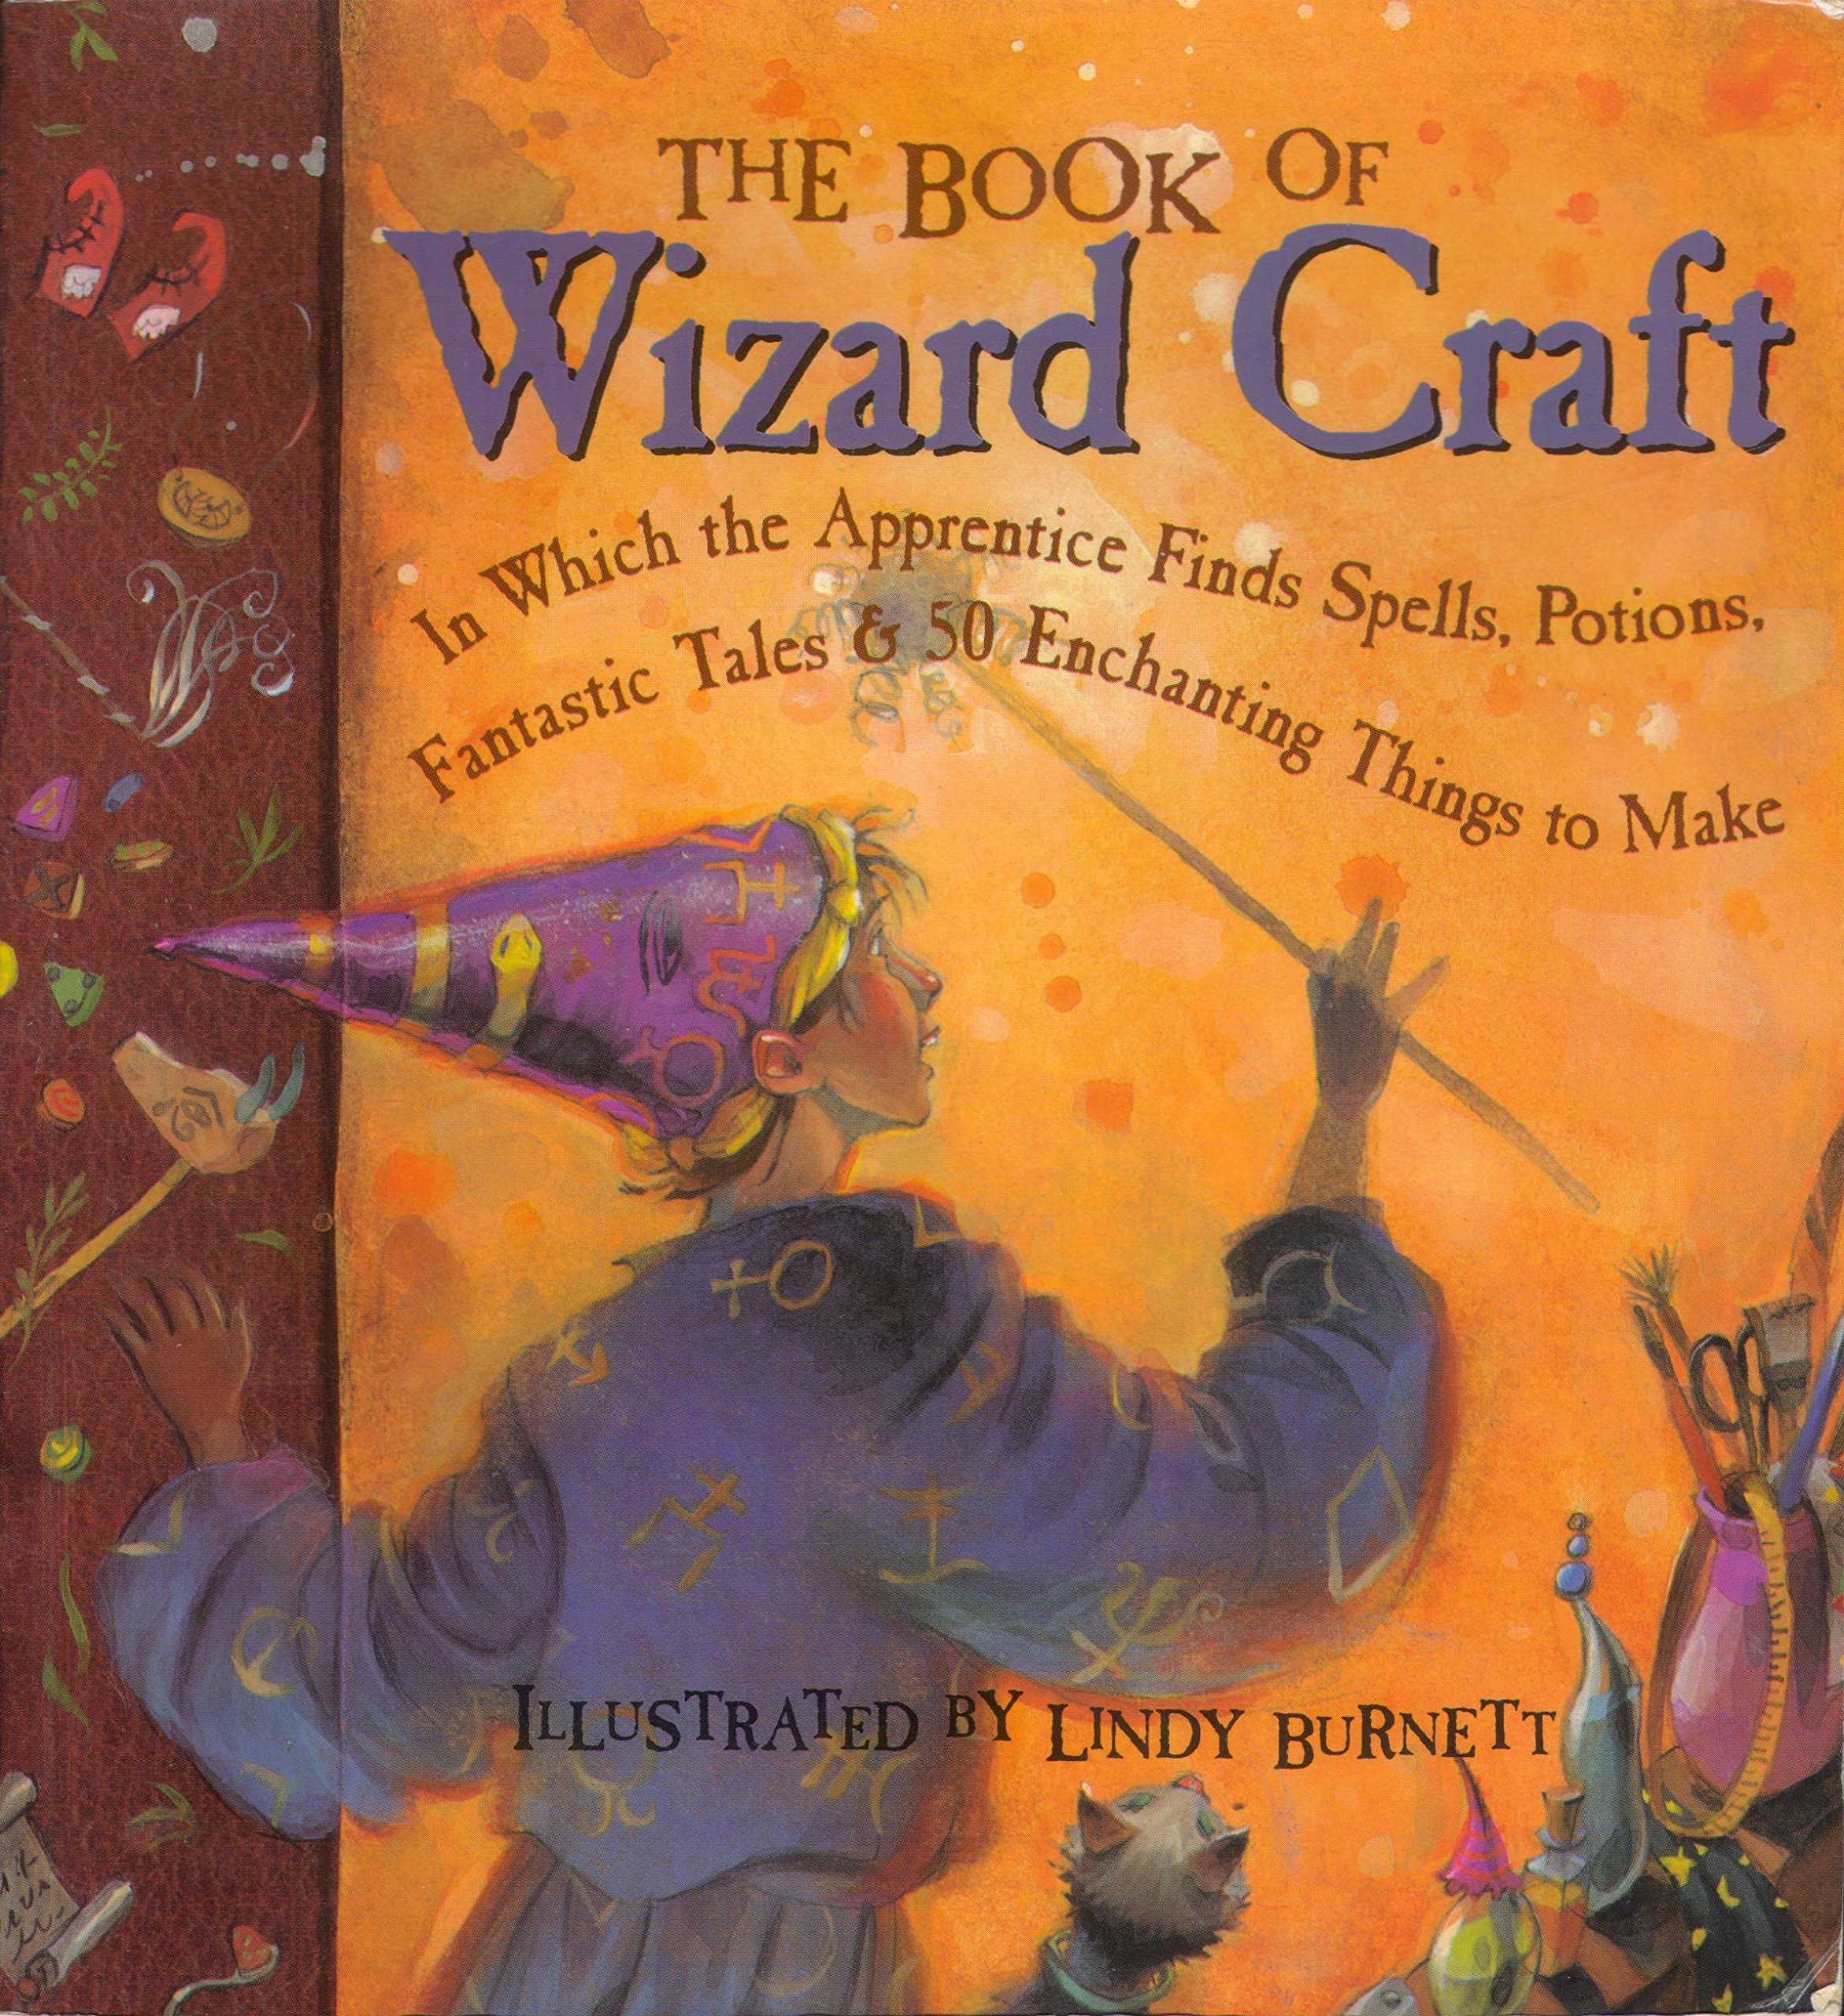 THE BOOK OF
Wizard Craft
In Which the Apprentice Finds Spells, Potions,
Fantastic Tales & 50 Enchanting Things to Make
ILLUSTRATED BY LINDY BURNETT